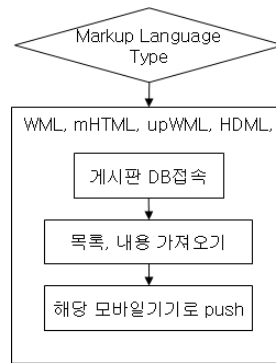 Markup Language
Type
WML, mHTML, upWML, HDML,
게시판 DB접속
목록, 내용 가져오기
해당 모바일기기로 push